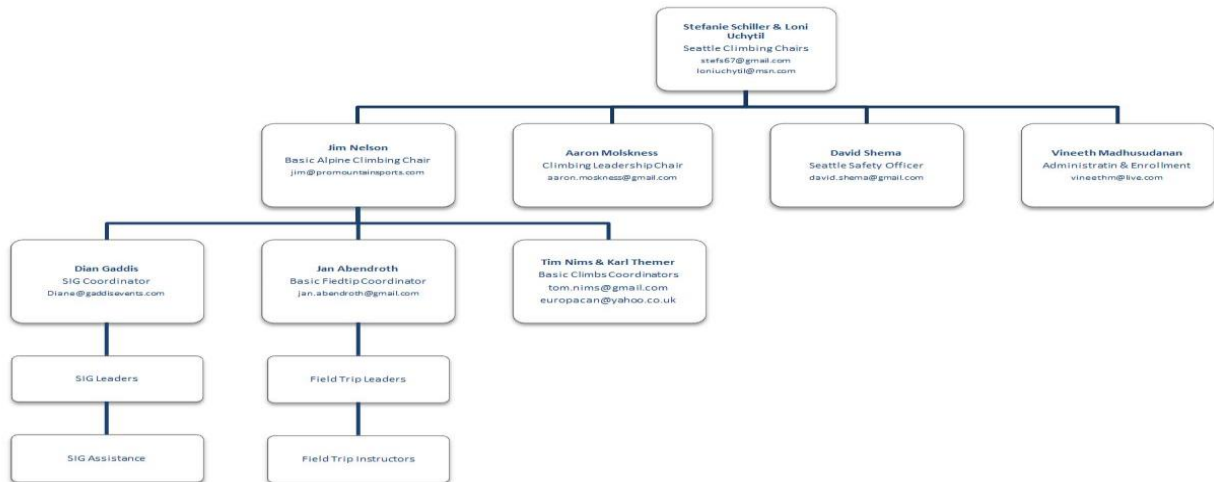 Stefanie Schiller & Loni
Uchytil
Seattle Climbing Chairs
stefs67@gmail.com
loniuchytil@msn.com
Jim Nelson
Basic Alpine Climbing Chair
jim@promountainsports.com
Aaron Molskness
Climbing Leadership Chair
aaron.moskness@gmail.com
David Shema
Seattle Safety Officer
david.shema@gmail.com
Vineeth Madhusudanan
Administratin & Enrollment
vineethm@live.com
Dian Gaddis
SIG Coordinator
Diane@gaddisevents.com
Jan Abendroth
Basic Fiedtip Coordinator
jan.abendroth@gmail.com
Tim Nims & Karl Themer
Basic Climbs Coordinators
tom.nims@gmail.com
europacan@yahoo.co.uk
SIG Leaders
Field Trip Leaders
SIG Assistance
Field Trip Instructors